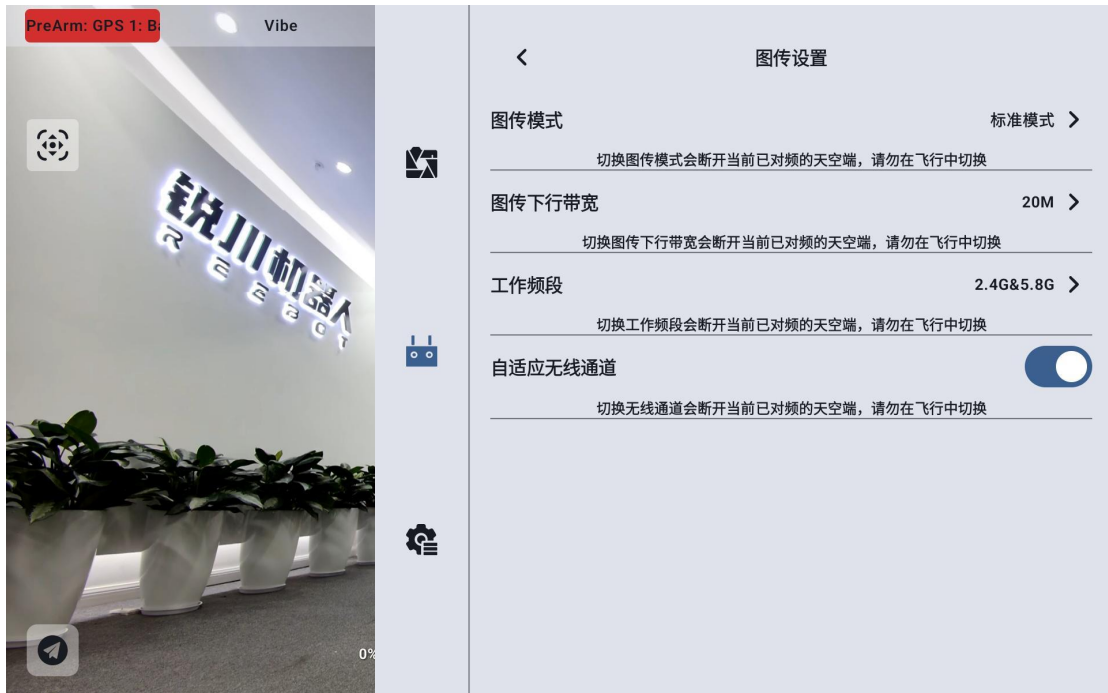 PreArm: GPS 1: Ba
Vibe
锐川机器人
REEBOT
0%
图传设置
图传模式
标准模式
切换图传模式会断开当前已对频的天空端，请勿在飞行中切换
图传下行带宽
20M
切换图传下行带宽会断开当前已对频的天空端，请勿在飞行中切换
工作频段
2.4G&5.8G
切换工作频段会断开当前已对频的天空端，请勿在飞行中切换
自适应无线通道
切换无线通道会断开当前已对频的天空端，请勿在飞行中切换